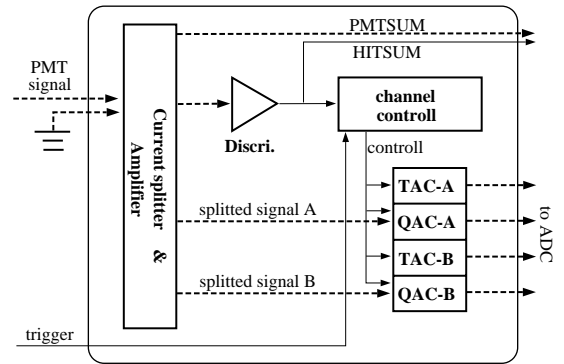 PMTSUM
HITSUM
PMT
signal
Current splitter &
Amplifier
Discri.
channel
controll
controll
TAC-A
splitted signal A
QAC-A
TAC-B
splitted signal B
QAC-B
to ADC
trigger